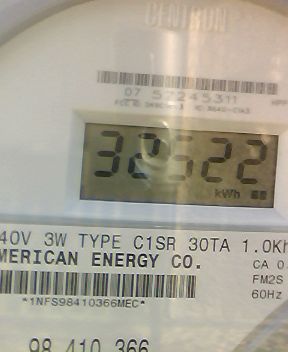 CENTRON
07 57245311
32522
kWh
40V 3W TYPE C1SR 30TA 1.0Kh
MERICAN ENERGY CO.
CA 0.
FM2S
60Hz
*1NFS98410366MEC*
98 410 366